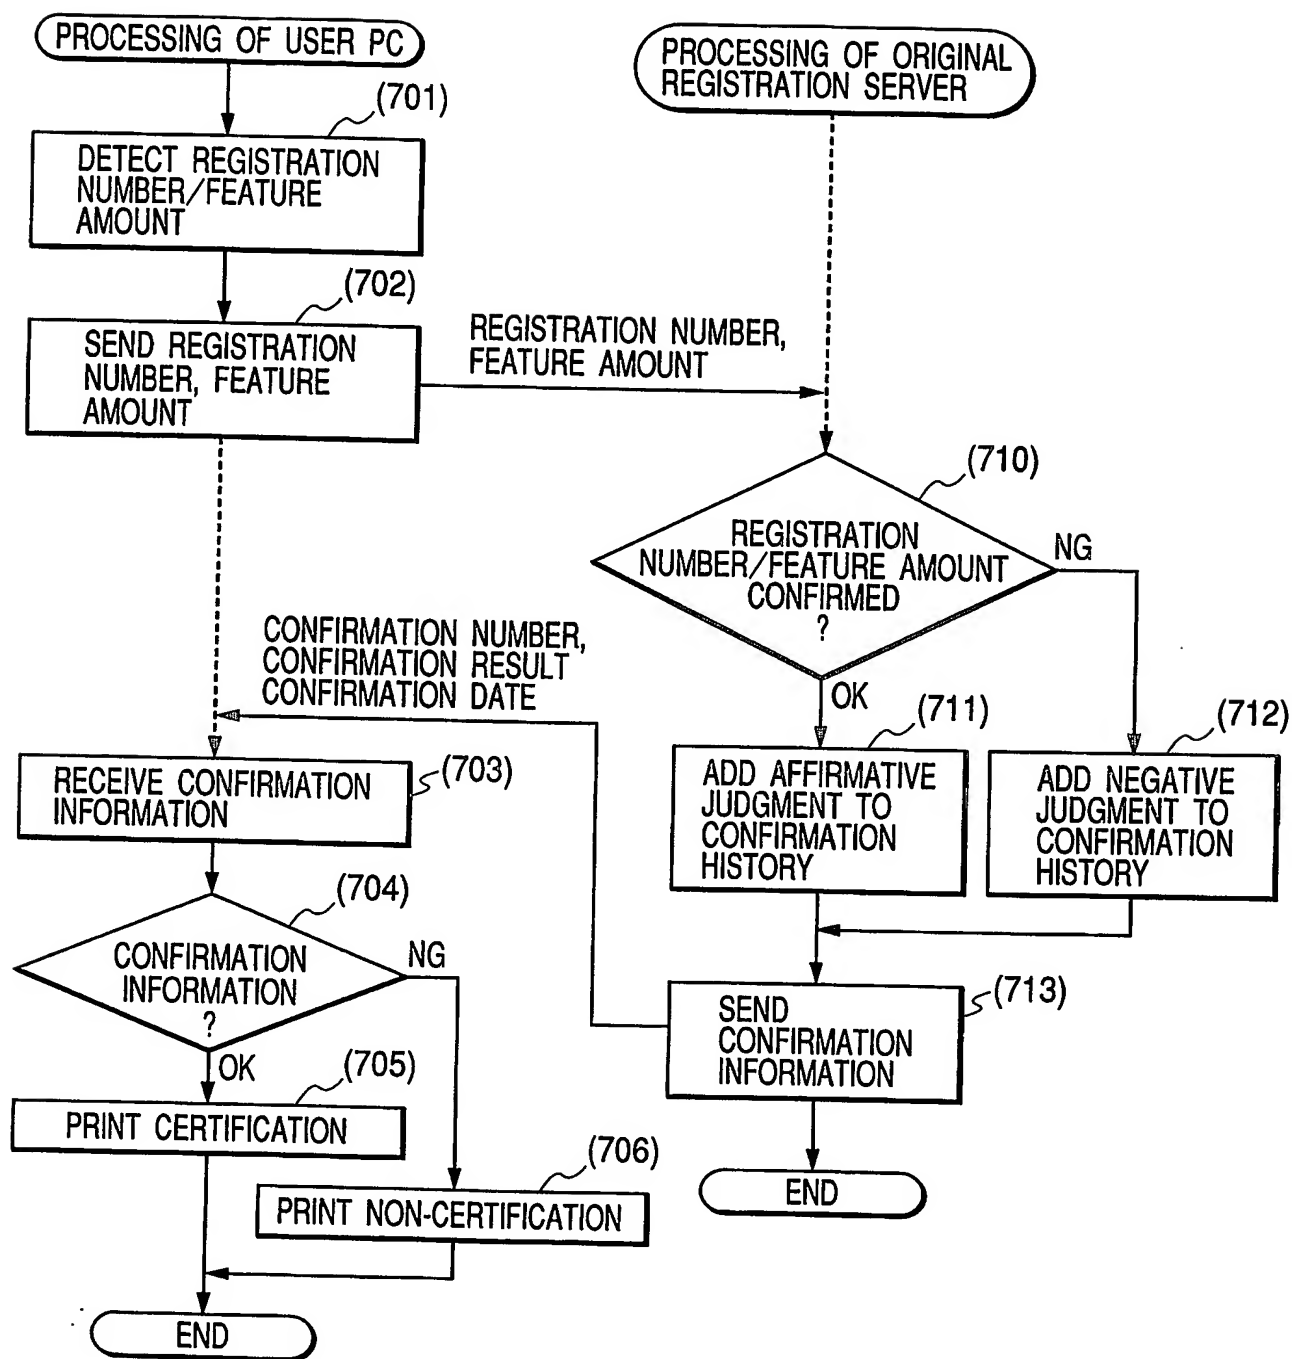 PROCESSING OF USER PC
(701)
DETECT REGISTRATION
NUMBER/FEATURE
AMOUNT
(702)
SEND REGISTRATION
NUMBER, FEATURE
AMOUNT
REGISTRATION NUMBER,
FEATURE AMOUNT
PROCESSING OF ORIGINAL
REGISTRATION SERVER
(710)
REGISTRATION
NUMBER/FEATURE AMOUNT
CONFIRMED
?
NG
OK
(711)
ADD AFFIRMATIVE
JUDGMENT TO
CONFIRMATION
HISTORY
(712)
ADD NEGATIVE
JUDGMENT TO
CONFIRMATION
HISTORY
(713)
SEND
CONFIRMATION
INFORMATION
END
CONFIRMATION NUMBER,
CONFIRMATION RESULT
CONFIRMATION DATE
(703)
RECEIVE CONFIRMATION
INFORMATION
(704)
CONFIRMATION
INFORMATION
?
NG
OK
(705)
PRINT CERTIFICATION
(706)
PRINT NON-CERTIFICATION
END